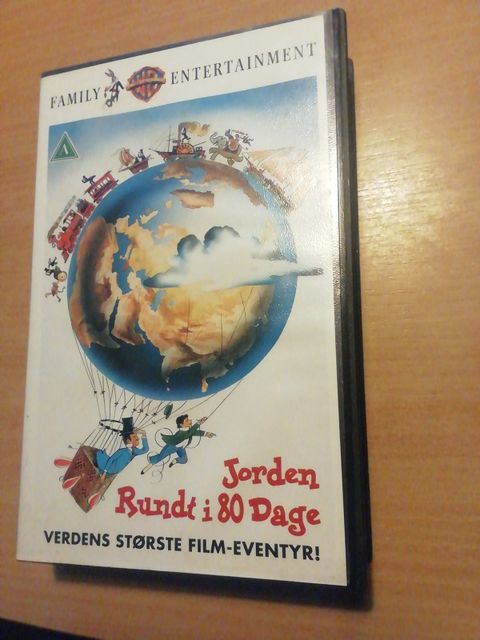 FAMILY ENTERTAINMENT
A
Jorden
Rundt i 80 Dage
VERDENS STØRSTE FILM-EVENTYR!